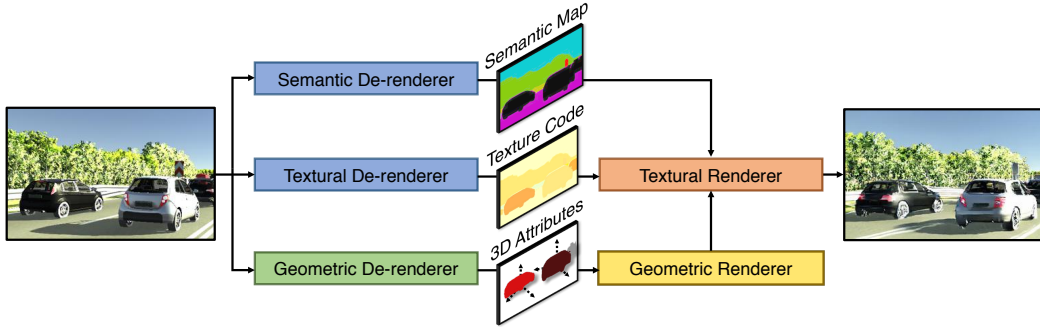 Semantic De-renderer
Semantic Map
Textural De-renderer
Texture Code
Textural Renderer
Geometric De-renderer
3D Attributes
Geometric Renderer